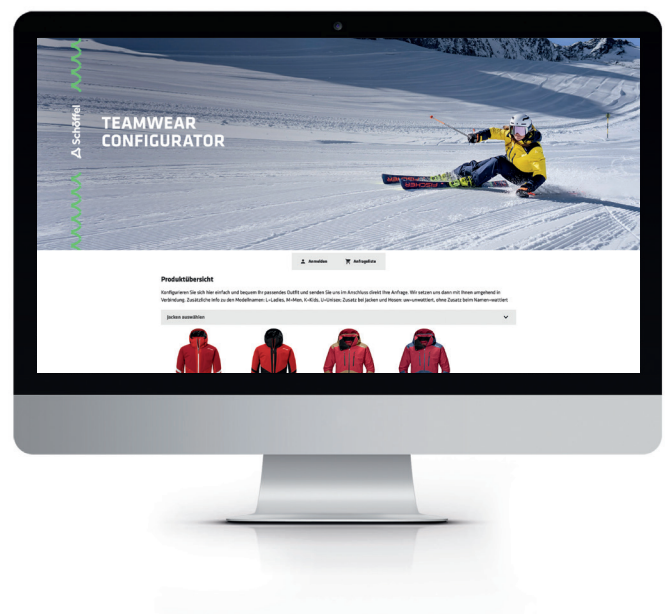 Schöffel
TEAMWEAR
CONFIGURATOR
FISCHER
Anmelden
Anfrageliste
Produktübersicht
Konfigurieren Sie sich hier einfach und bequem Ihr passendes Outfit und senden Sie uns im Anschluss direkt Ihre Anfrage. Wir setzen uns dann mit Ihnen umgehend in
Verbindung. Zusätzliche Info zu den Modellnamen: L=Ladies, M=Men, K=Kids, U=Unisex; Zusatz bei Jacken und Hosen: uw=unwattiert, ohne Zusatz beim Namen=wattiert
Jacken auswählen